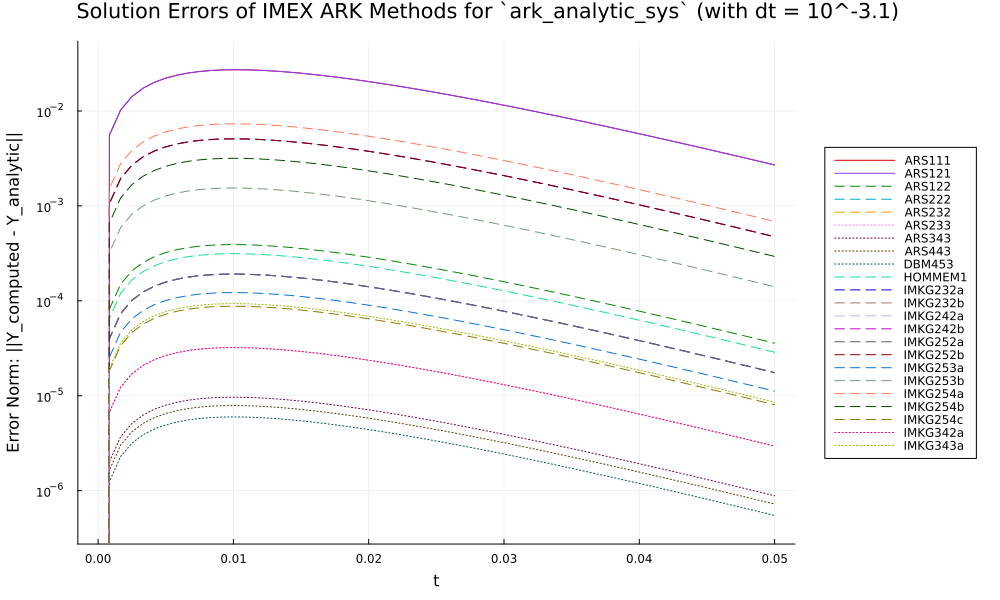 Solution Errors of IMEX ARK Methods for `ark_analytic_sys` (with dt = 10^-3.1)
Error Norm: ||Y_computed - Y_analytic||
10⁻²
10⁻³
10⁻⁴
10⁻⁵
10⁻⁶
0.00 0.01 0.02 0.03 0.04 0.05
t
ARS111
ARS121
ARS122
ARS222
ARS232
ARS233
ARS343
ARS443
DBM453
HOMMEM1
IMKG232a
IMKG232b
IMKG242a
IMKG242b
IMKG252a
IMKG252b
IMKG253a
IMKG253b
IMKG254a
IMKG254b
IMKG254c
IMKG342a
IMKG343a